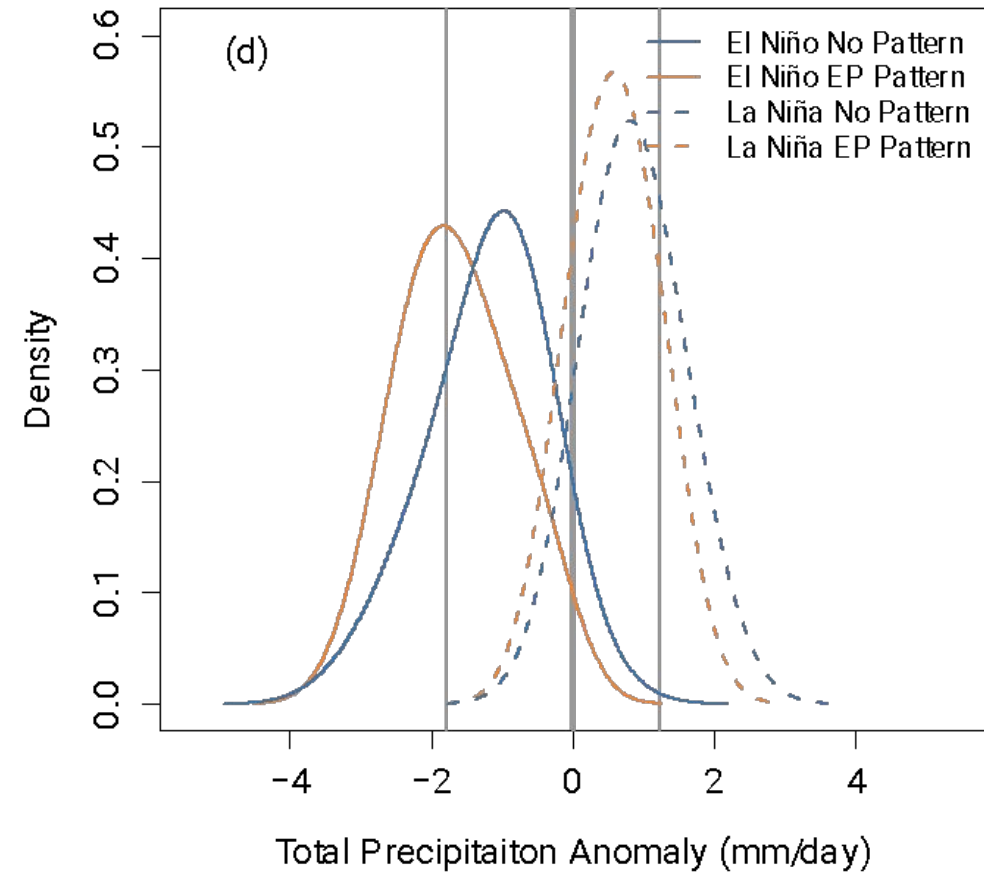 (d)
El Niño No Pattern
El Niño EP Pattern
La Niña No Pattern
La Niña EP Pattern
Density
0.6
0.5
0.4
0.3
0.2
0.1
0.0
−4 −2 0 2 4
Total Precipitaiton Anomaly (mm/day)